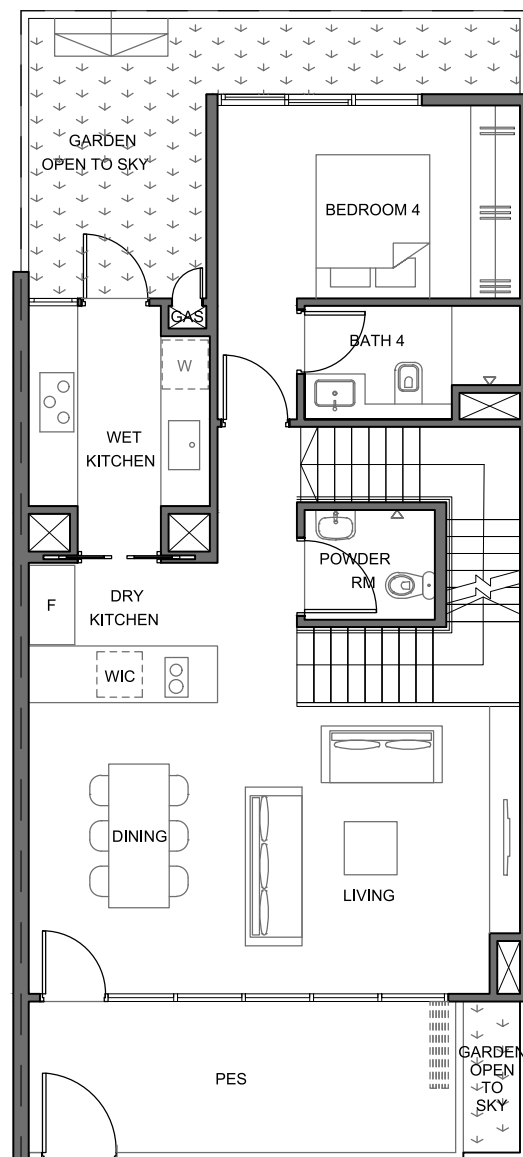 GARDEN
OPEN TO SKY
BEDROOM 4
GAS
BATH 4
W
WET
KITCHEN
POWDER
RM
F
DRY
KITCHEN
WIC
DINING
LIVING
PES
GARDEN
OPEN
TO
SKY